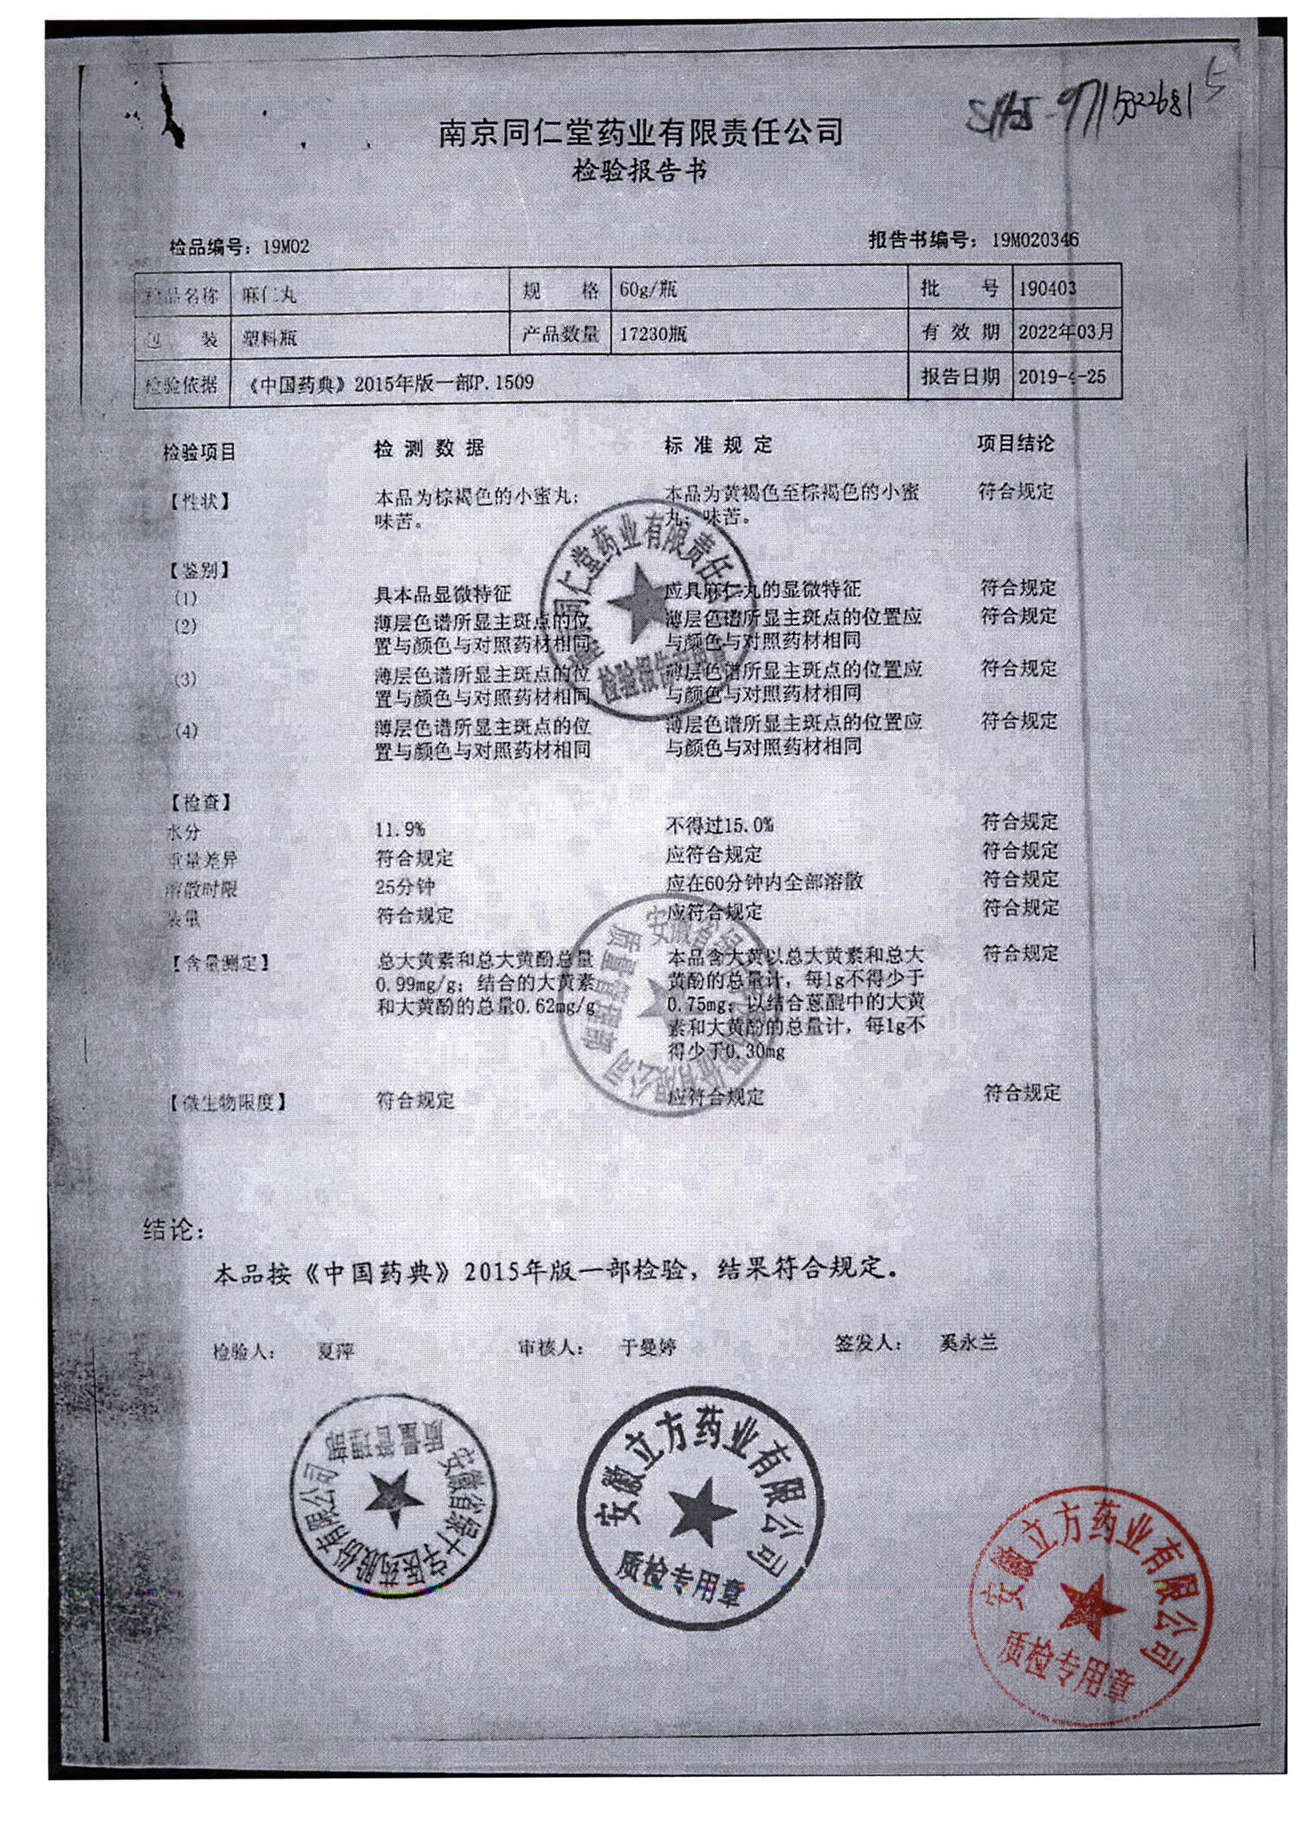 南京同仁堂药业有限责任公司
检验报告书
检品编号：19M02 报告书编号：19M020346
检品名称 麻仁丸 规 格 60g/瓶 批 号 190403
包 装 塑料瓶 产品数量 17230瓶 有 效 期 2022年03月
检验依据 《中国药典》2015年版一部P.1509 报告日期 2019-4-25
检验项目 检 测 数 据 标 准 规 定 项目结论
【性状】 本品为棕褐色的小蜜丸； 本品为黄褐色至棕褐色的小蜜 符合规定
味苦。 丸；味苦。
【鉴别】
(1) 具本品显微特征 应具麻仁丸的显微特征 符合规定
(2) 薄层色谱所显主斑点的位 薄层色谱所显主斑点的位置应 符合规定
置与颜色与对照药材相同 与颜色与对照药材相同
(3) 薄层色谱所显主斑点的位 薄层色谱所显主斑点的位置应 符合规定
置与颜色与对照药材相同 与颜色与对照药材相同
(4) 薄层色谱所显主斑点的位 薄层色谱所显主斑点的位置应 符合规定
置与颜色与对照药材相同 与颜色与对照药材相同
【检查】
水分 11.9% 不得过15.0% 符合规定
重量差异 符合规定 应符合规定 符合规定
溶散时限 25分钟 应在60分钟内全部溶散 符合规定
装量 符合规定 应符合规定 符合规定
【含量测定】 总大黄素和总大黄酚总量 本品含大黄以总大黄素和总大 符合规定
0.99mg/g；结合的大黄素 黄酚的总量计，每1g不得少于
和大黄酚的总量0.62mg/g 0.75mg；以结合蒽醌中的大黄
素和大黄酚的总量计，每1g不
得少于0.30mg
【微生物限度】 符合规定 应符合规定 符合规定
结论：
本品按《中国药典》2015年版一部检验，结果符合规定。
检验人： 夏萍 审核人： 于曼婷 签发人： 奚永兰
安徽省绿十字医药股份有限公司
质量管理部
安徽立方药业有限公司
质检专用章
安徽立方药业有限公司
质检专用章